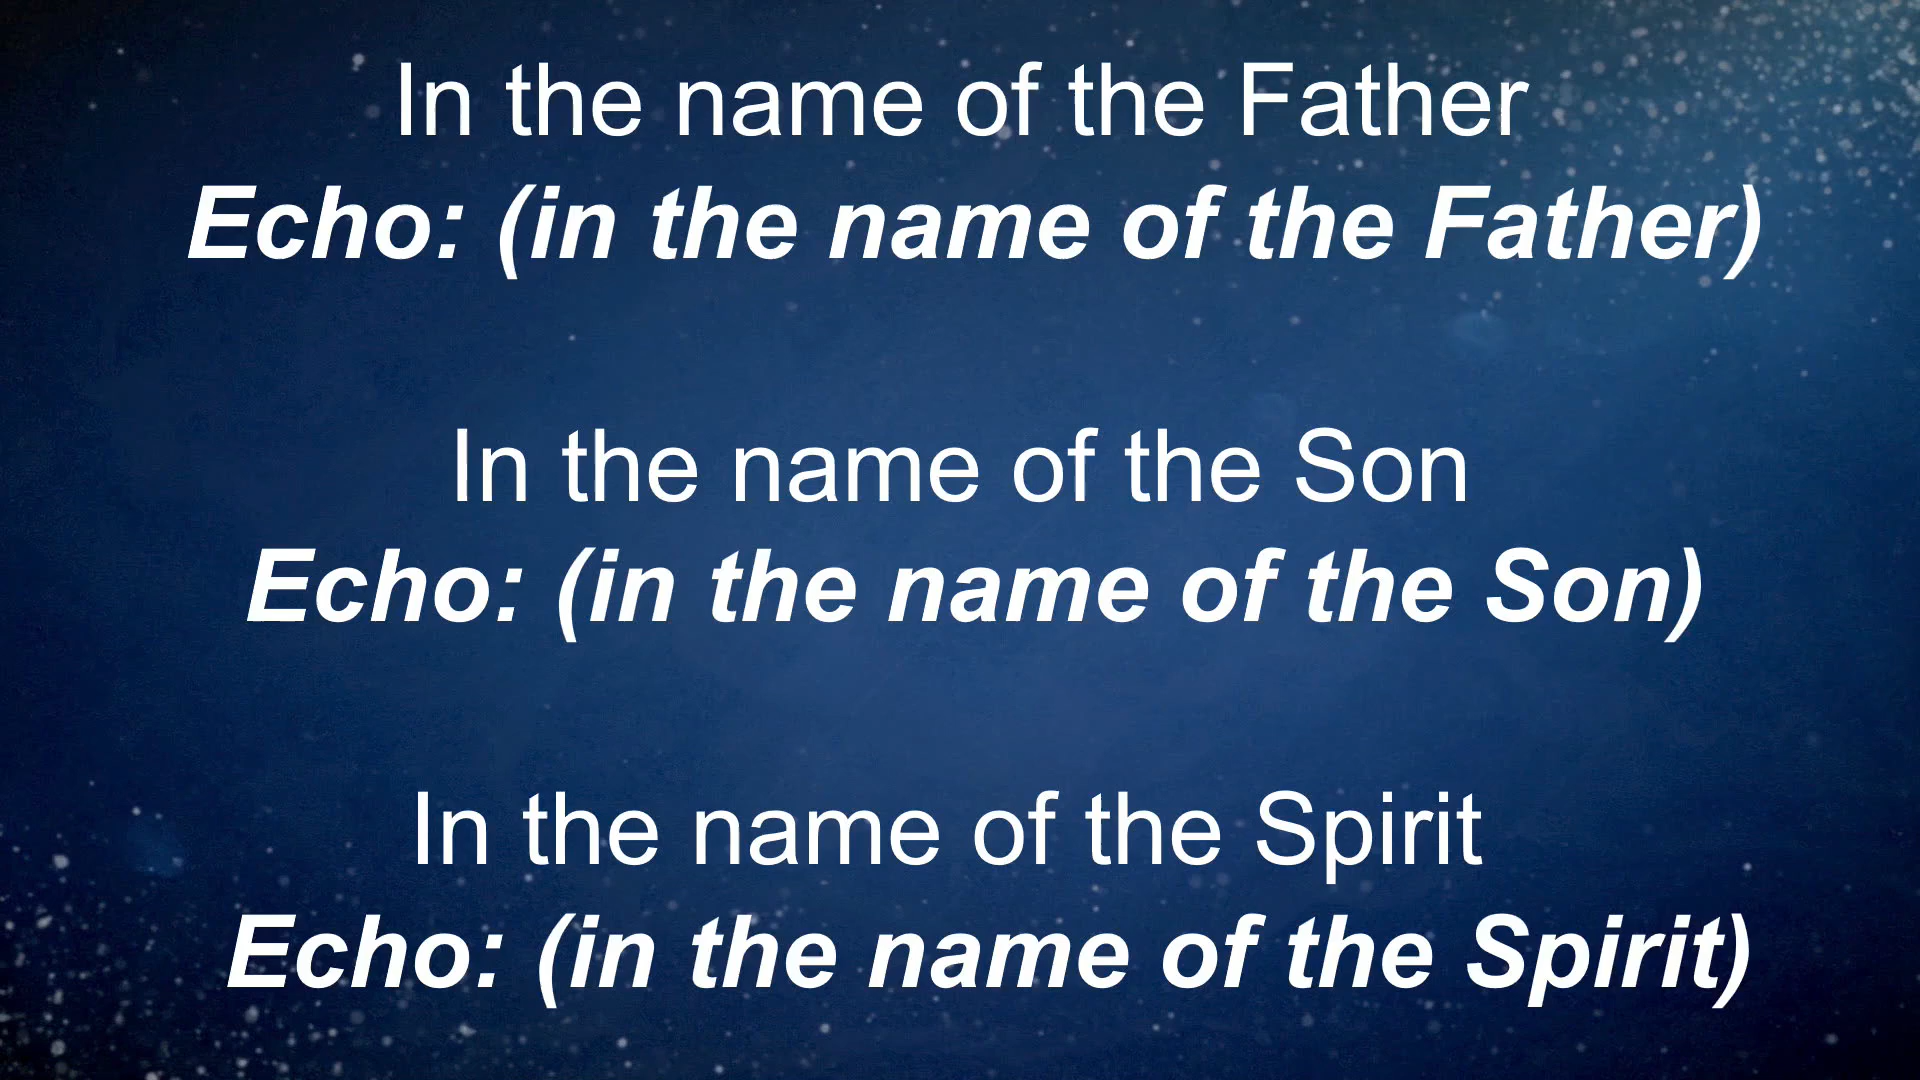 In the name of the Father
Echo: (in the name of the Father)
In the name of the Son
Echo: (in the name of the Son)
In the name of the Spirit
Echo: (in the name of the Spirit)